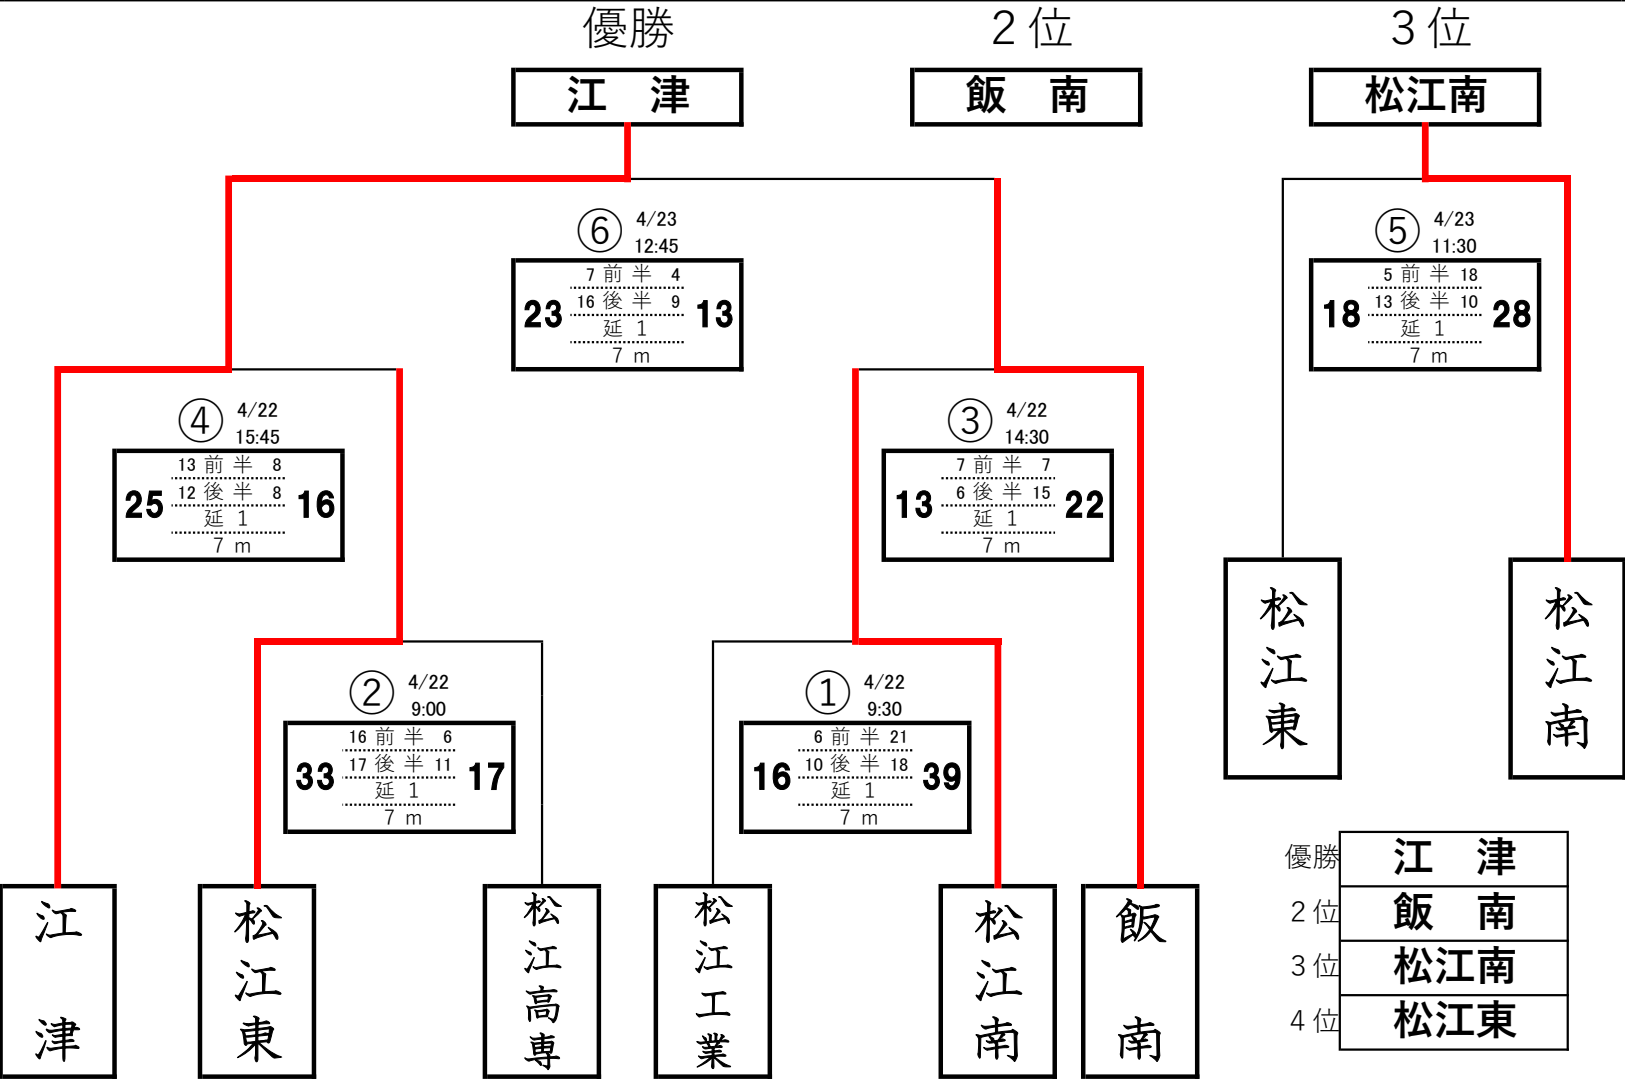 優勝
2位
3位
江　津
飯　南
松江南
⑥ 4/23
12:45
7 前半 4
23 16 後半 9 13
延1
7m
⑤ 4/23
11:30
5 前半 18
18 13 後半 10 28
延1
7m
④ 4/22
15:45
13 前半 8
25 12 後半 8 16
延1
7m
③ 4/22
14:30
7 前半 7
13 6 後半 15 22
延1
7m
松江東
松江南
② 4/22
9:00
16 前半 6
33 17 後半 11 17
延1
7m
① 4/22
9:30
6 前半 21
16 10 後半 18 39
延1
7m
江　津
松江東
松江高専
松江工業
松江南
飯　南
優勝 江　津
2位 飯　南
3位 松江南
4位 松江東